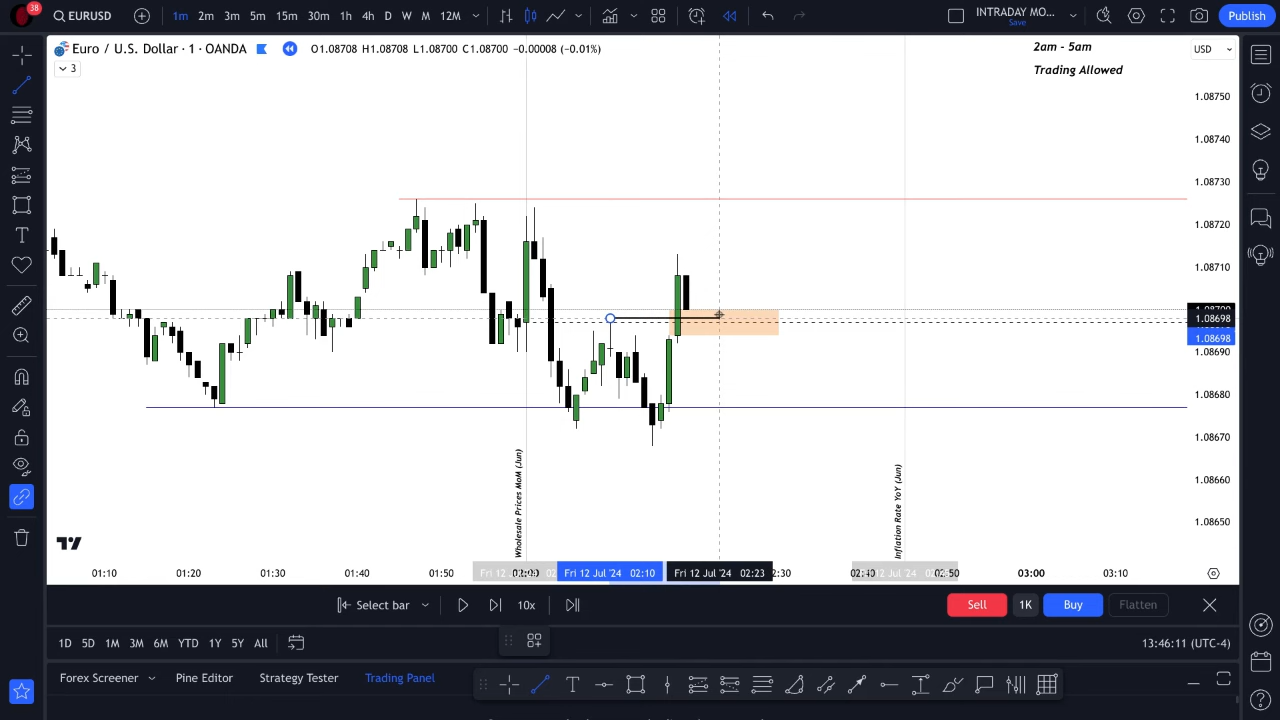 38
EURUSD
1m 2m 3m 5m 15m 30m 1h 4h D W M 12M
INTRADAY MO...
Save
Publish
Euro / U.S. Dollar · 1 · OANDA O1.08708 H1.08708 L1.08700 C1.08700 −0.00008 (−0.01%)
3
2am - 5am
Trading Allowed
USD
1.08750
1.08740
1.08730
1.08720
1.08710
1.08698
1.08698
1.08690
1.08680
1.08670
1.08660
1.08650
Wholesale Prices MoM (Jun)
Inflation Rate YoY (Jun)
01:10 01:20 01:30 01:40 01:50 Fri 12 Jul '24 02:10 Fri 12 Jul '24 02:23 02:50 03:00 03:10
Select bar 10x
Sell 1K Buy Flatten
1D 5D 1M 3M 6M YTD 1Y 5Y All
13:46:11 (UTC-4)
Forex Screener Pine Editor Strategy Tester Trading Panel